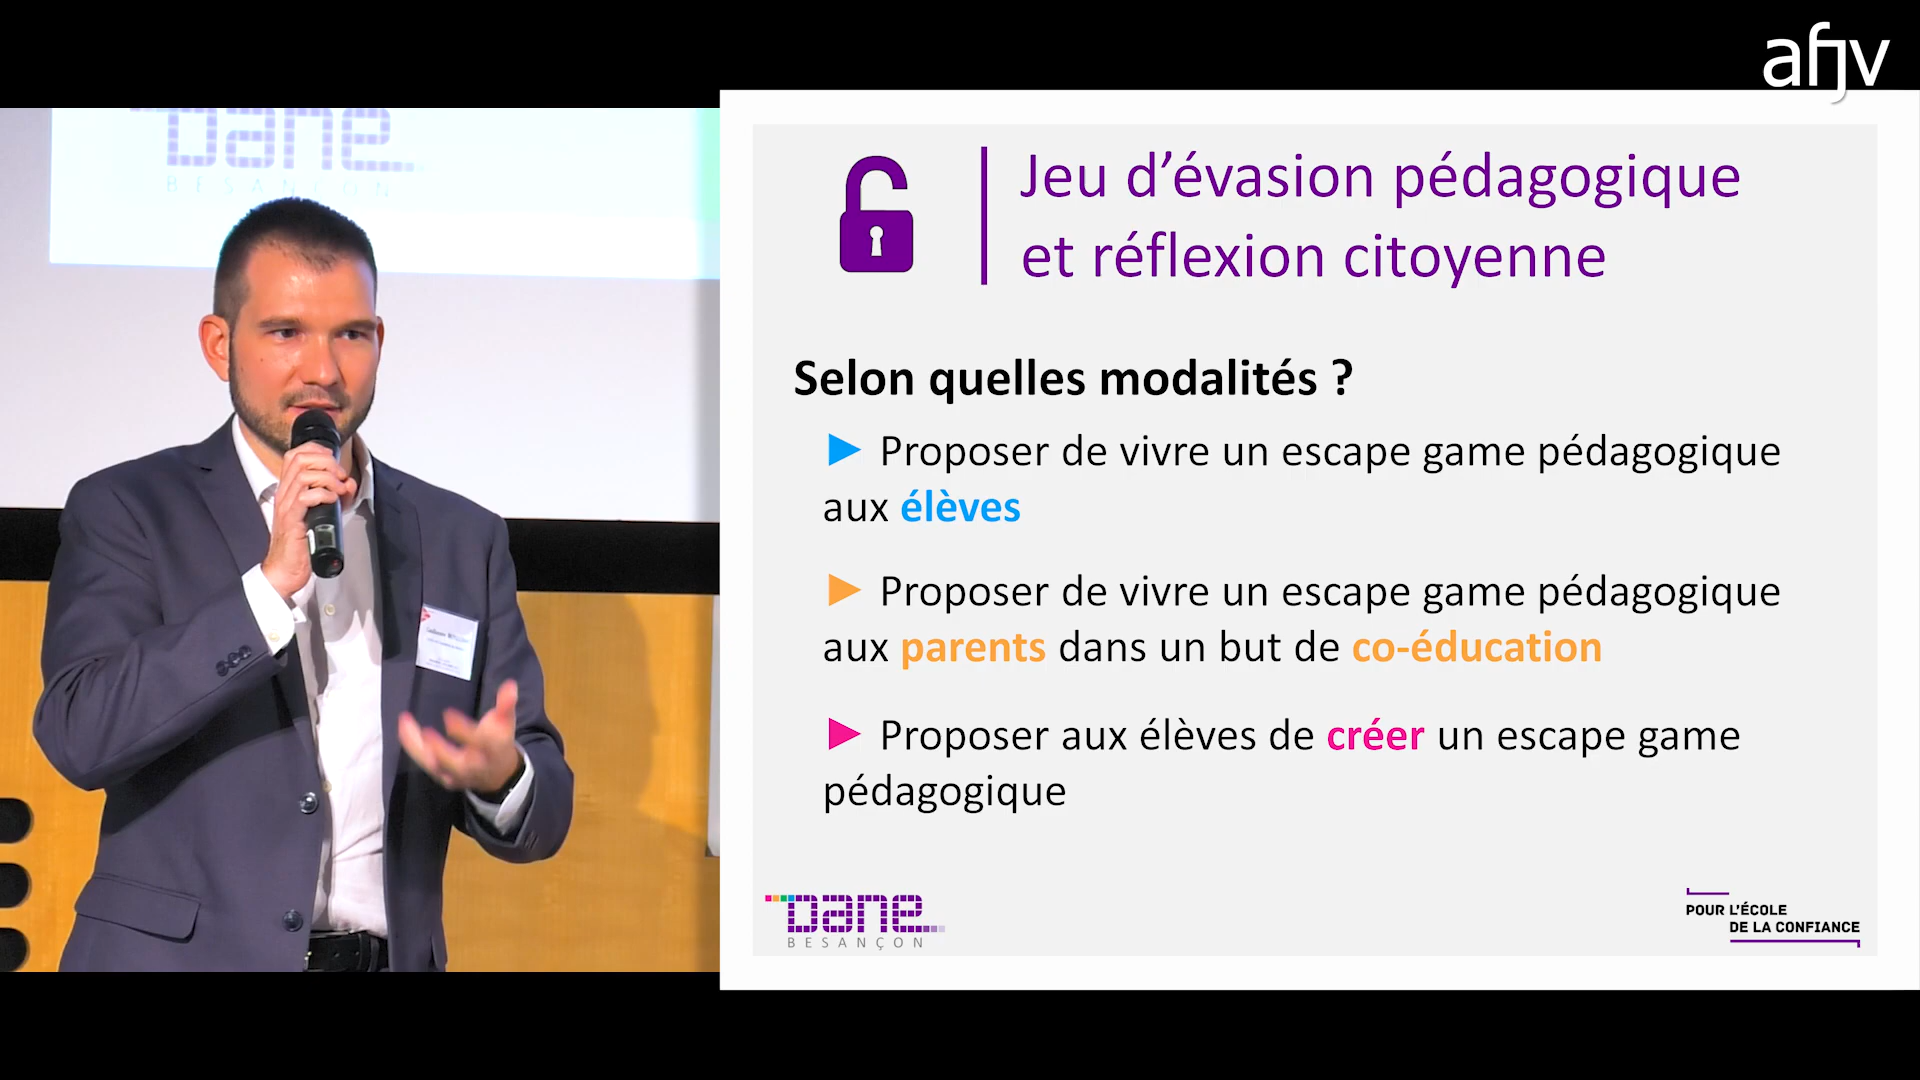 afjv
Dane
BESANÇON
Jeu d’évasion pédagogique
et réflexion citoyenne
Selon quelles modalités ?
► Proposer de vivre un escape game pédagogique
aux élèves
► Proposer de vivre un escape game pédagogique
aux parents dans un but de co-éducation
► Proposer aux élèves de créer un escape game
pédagogique
Dane
BESANÇON
POUR L'ÉCOLE
DE LA CONFIANCE